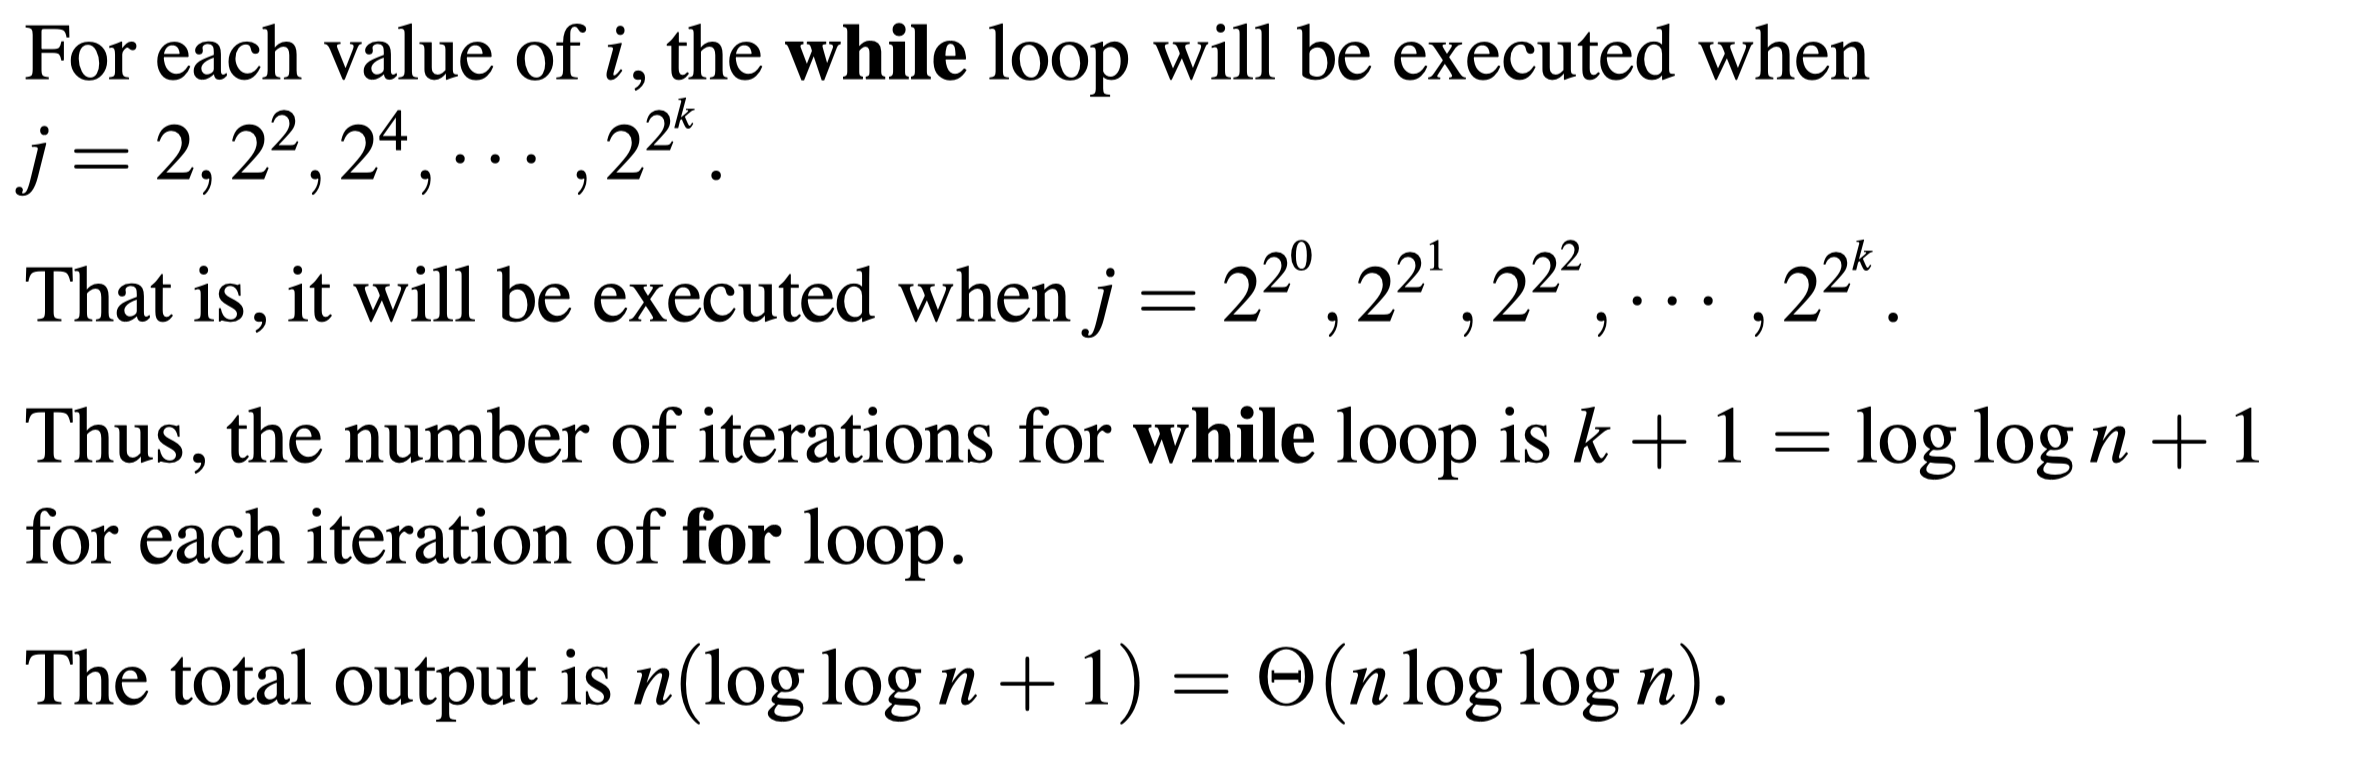 For each value of i, the while loop will be executed when
j = 2, 2^2, 2^4, ⋯ , 2^{2^k}.
That is, it will be executed when j = 2^{2^0}, 2^{2^1}, 2^{2^2}, ⋯ , 2^{2^k}.
Thus, the number of iterations for while loop is k + 1 = log log n + 1
for each iteration of for loop.
The total output is n(log log n + 1) = Θ(n log log n).